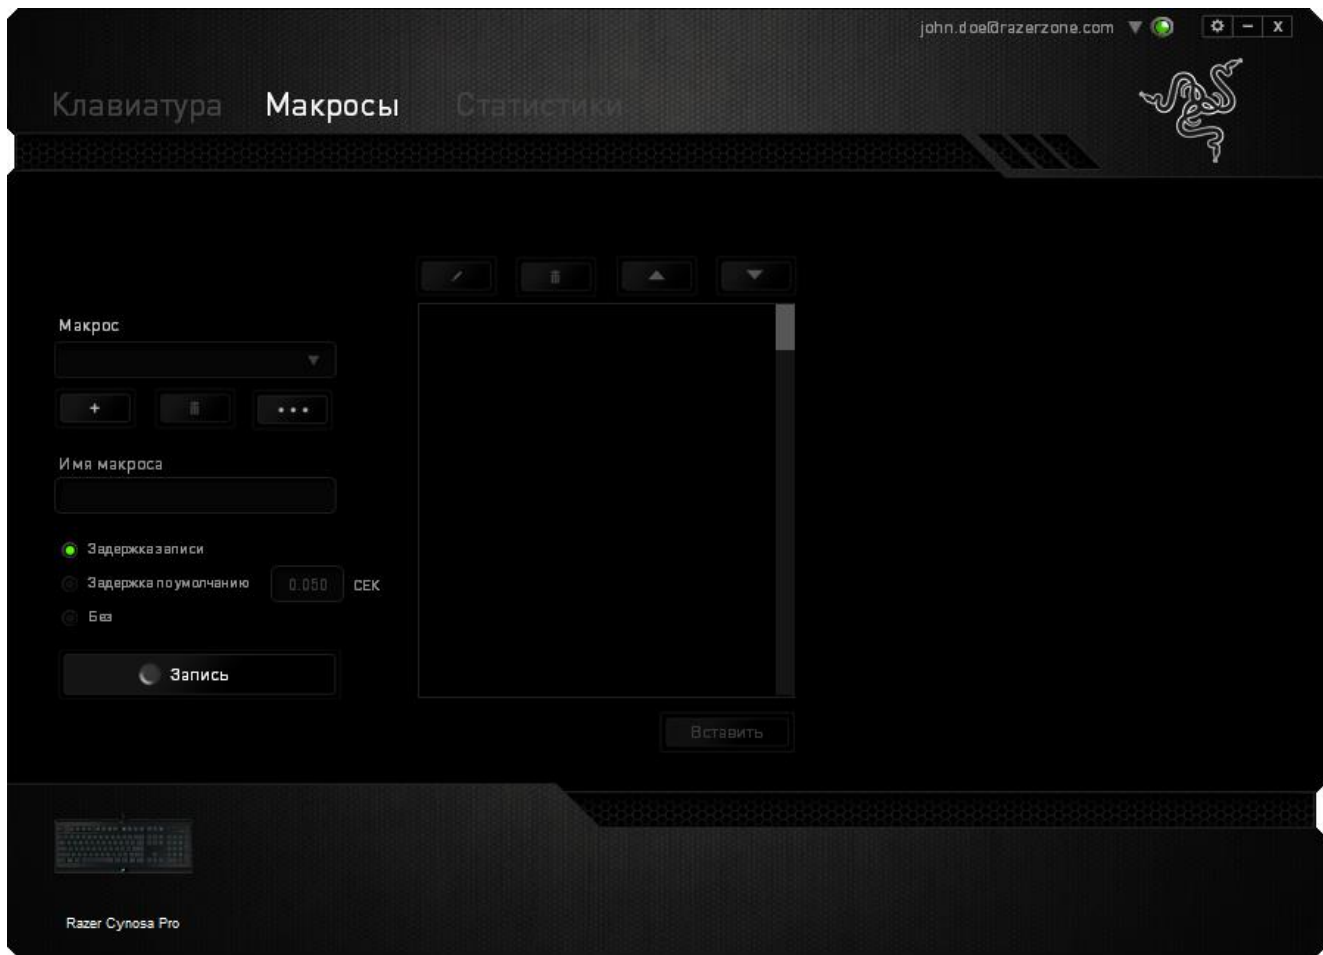 john.doe@razerzone.com
Клавиатура Макросы Статистики
Макрос
Имя макроса
Задержка записи
Задержка по умолчанию 0.050 СЕК
Без
Запись
Вставить
Razer Cynosa Pro